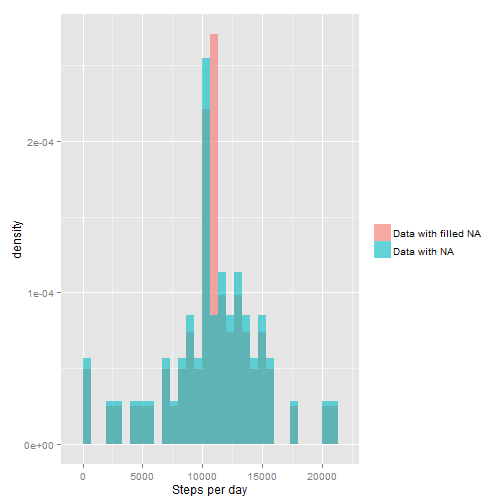 density
2e-04
1e-04
0e+00
0
5000
10000
15000
20000
Steps per day
Data with filled NA
Data with NA